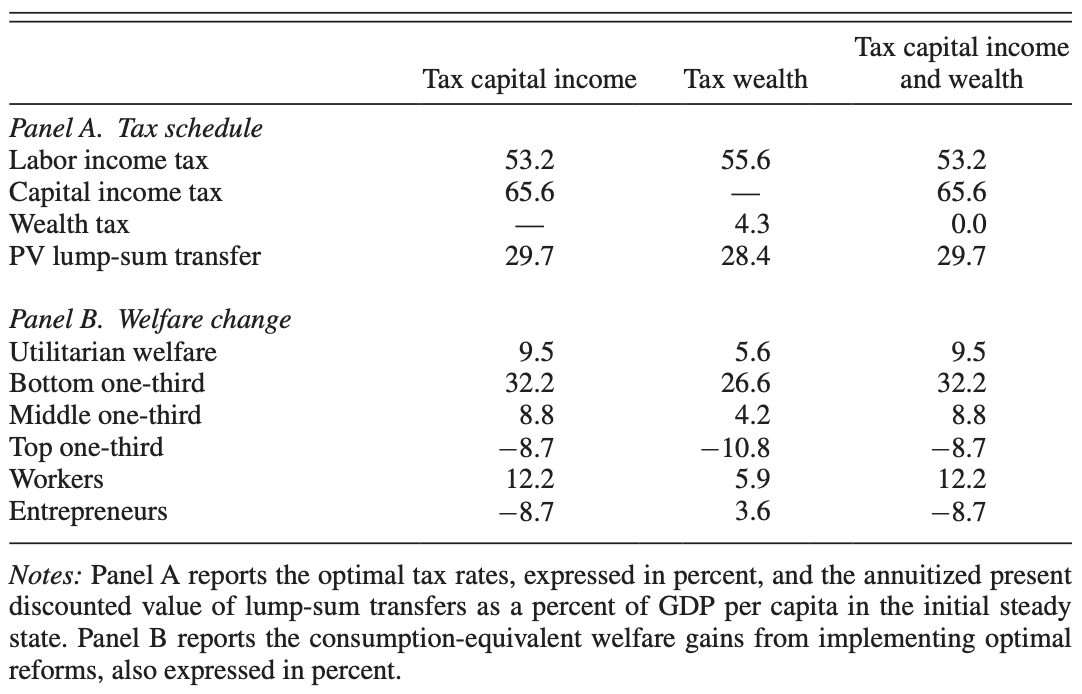 Tax capital income Tax wealth Tax capital income and wealth
Panel A. Tax schedule
Labor income tax 53.2 55.6 53.2
Capital income tax 65.6 — 65.6
Wealth tax — 4.3 0.0
PV lump-sum transfer 29.7 28.4 29.7
Panel B. Welfare change
Utilitarian welfare 9.5 5.6 9.5
Bottom one-third 32.2 26.6 32.2
Middle one-third 8.8 4.2 8.8
Top one-third −8.7 −10.8 −8.7
Workers 12.2 5.9 12.2
Entrepreneurs −8.7 3.6 −8.7
Notes: Panel A reports the optimal tax rates, expressed in percent, and the annuitized present
discounted value of lump-sum transfers as a percent of GDP per capita in the initial steady
state. Panel B reports the consumption-equivalent welfare gains from implementing optimal
reforms, also expressed in percent.